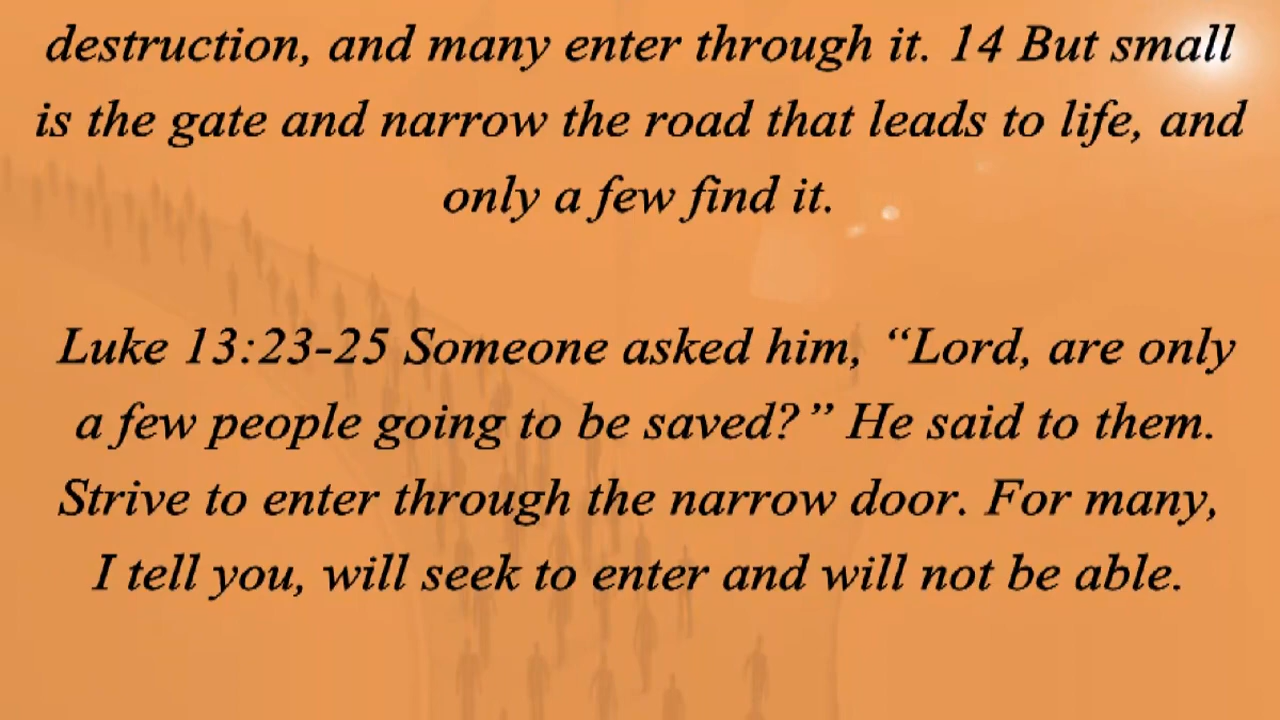 destruction, and many enter through it. 14 But small
is the gate and narrow the road that leads to life, and
only a few find it.
Luke 13:23-25 Someone asked him, “Lord, are only
a few people going to be saved?” He said to them.
Strive to enter through the narrow door. For many,
I tell you, will seek to enter and will not be able.